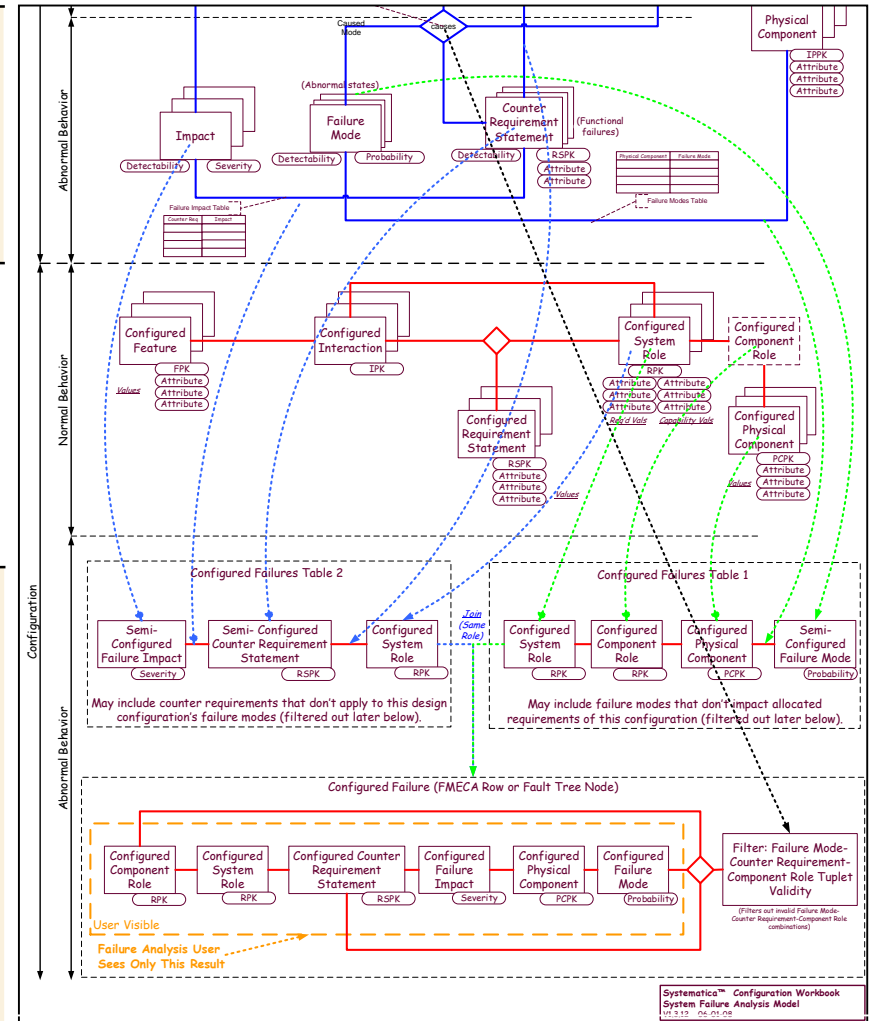 Caused
Mode
causes
Physical
Component
IPPK
Attribute
Attribute
Attribute
Abnormal Behavior
(Abnormal states)
Impact
Detectability
Severity
Failure
Mode
Detectability
Probability
Counter
Requirement
Statement
(Functional
failures)
Detectability
RSPK
Attribute
Attribute
Physical Component
Failure Mode
Failure Modes Table
Failure Impact Table
Counter Req
Impact
Configuration
Normal Behavior
Configured
Feature
FPK
Attribute
Attribute
Attribute
Values
Configured
Interaction
IPK
Configured
Requirement
Statement
RSPK
Attribute
Attribute
Attribute
Values
Configured
System
Role
RPK
Attribute
Attribute
Attribute
Attribute
Attribute
Attribute
Req'd Vals
Capability Vals
Configured
Component
Role
Configured
Physical
Component
PCPK
Attribute
Attribute
Attribute
Values
Abnormal Behavior
Configured Failures Table 2
Semi-
Configured
Failure Impact
Severity
Semi- Configured
Counter Requirement
Statement
RSPK
Configured
System
Role
RPK
May include counter requirements that don't apply to this design
configuration's failure modes (filtered out later below).
Join
(Same
Role)
Configured Failures Table 1
Configured
System
Role
RPK
Configured
Component
Role
RPK
Configured
Physical
Component
PCPK
Semi-
Configured
Failure Mode
Probability
May include failure modes that don't impact allocated
requirements of this configuration (filtered out later below).
Configured Failure (FMECA Row or Fault Tree Node)
Configured
Component
Role
RPK
Configured
System
Role
RPK
Configured Counter
Requirement
Statement
RSPK
Configured
Failure
Impact
Severity
Configured
Physical
Component
PCPK
Configured
Failure
Mode
Probability
User Visible
Failure Analysis User
Sees Only This Result
Filter: Failure Mode-
Counter Requirement-
Component Role Tuplet
Validity
(Filters out invalid Failure Mode-
Counter Requirement-Component Role
combinations)
Systematica™ Configuration Workbook
System Failure Analysis Model
V1.3.12 06-01-08